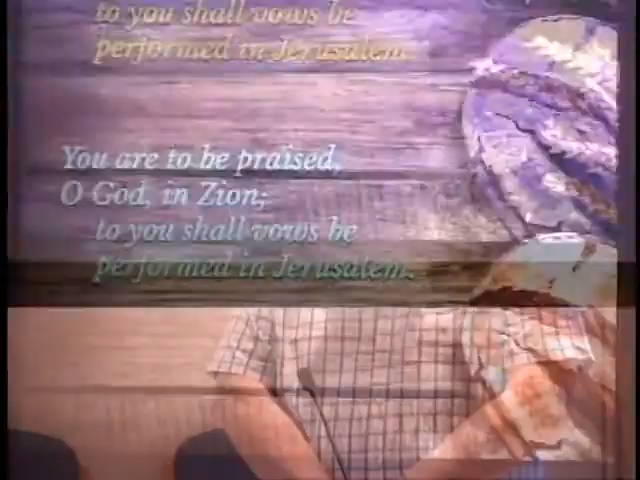 to you shall vows be
performed in Jerusalem.
You are to be praised,
O God, in Zion;
to you shall vows be
performed in Jerusalem.